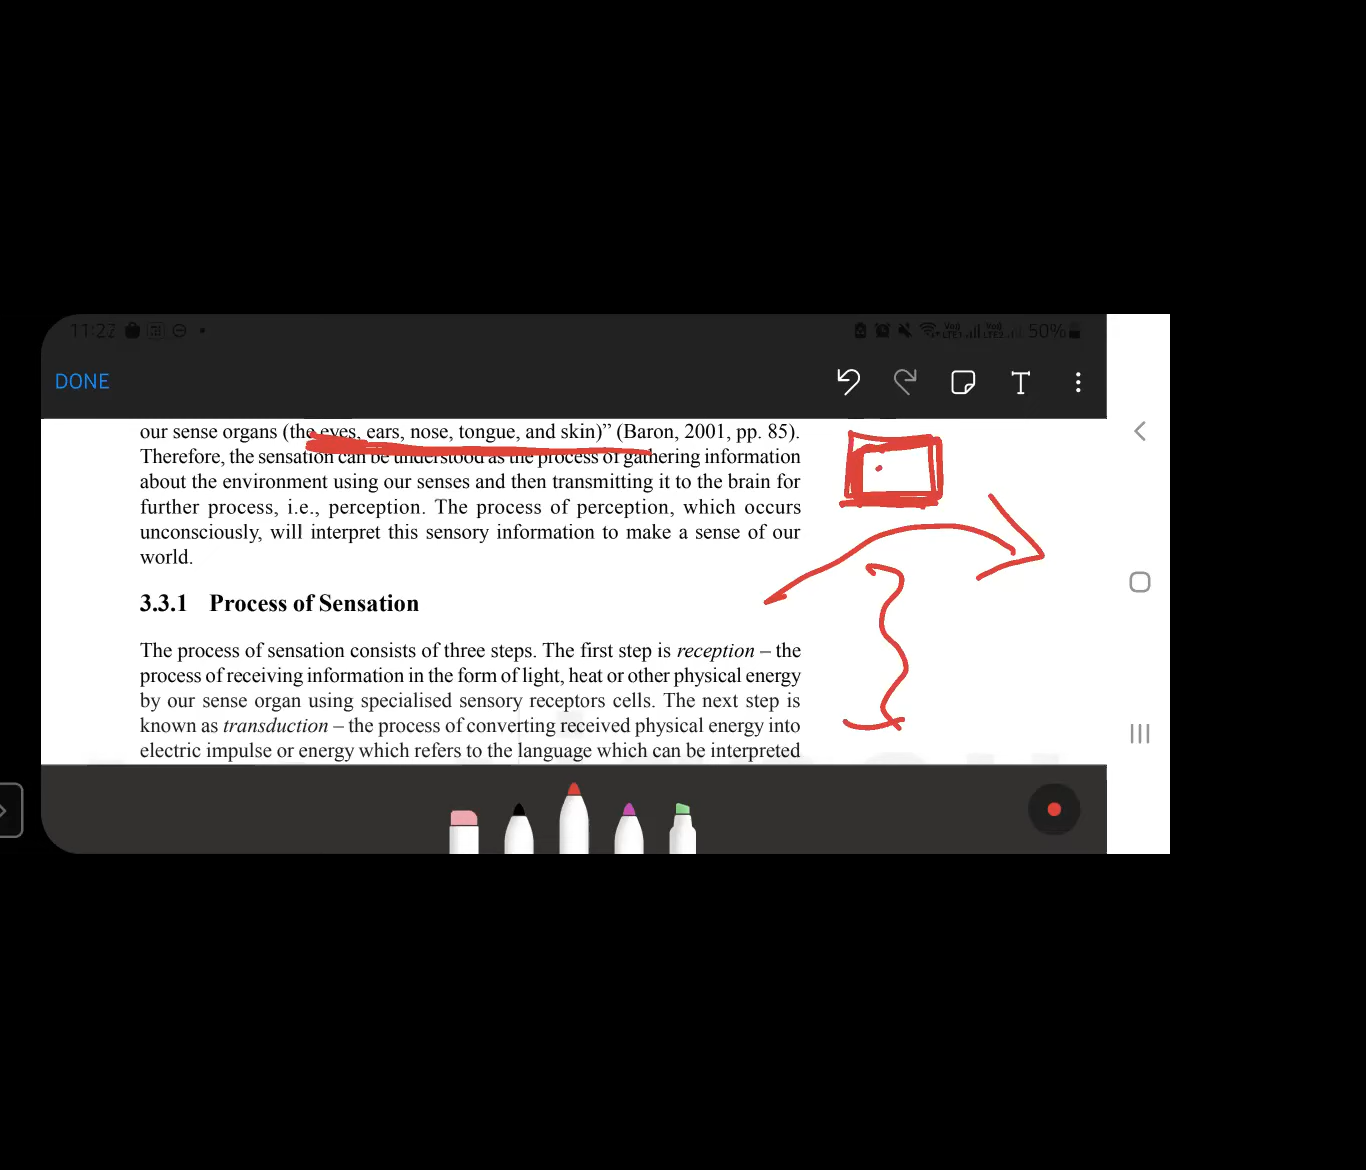 11:27
50%
DONE
our sense organs (the eyes, ears, nose, tongue, and skin)” (Baron, 2001, pp. 85).
Therefore, the sensation can be understood as the process of gathering information
about the environment using our senses and then transmitting it to the brain for
further process, i.e., perception. The process of perception, which occurs
unconsciously, will interpret this sensory information to make a sense of our
world.
3.3.1 Process of Sensation
The process of sensation consists of three steps. The first step is reception – the
process of receiving information in the form of light, heat or other physical energy
by our sense organ using specialised sensory receptors cells. The next step is
known as transduction – the process of converting received physical energy into
electric impulse or energy which refers to the language which can be interpreted